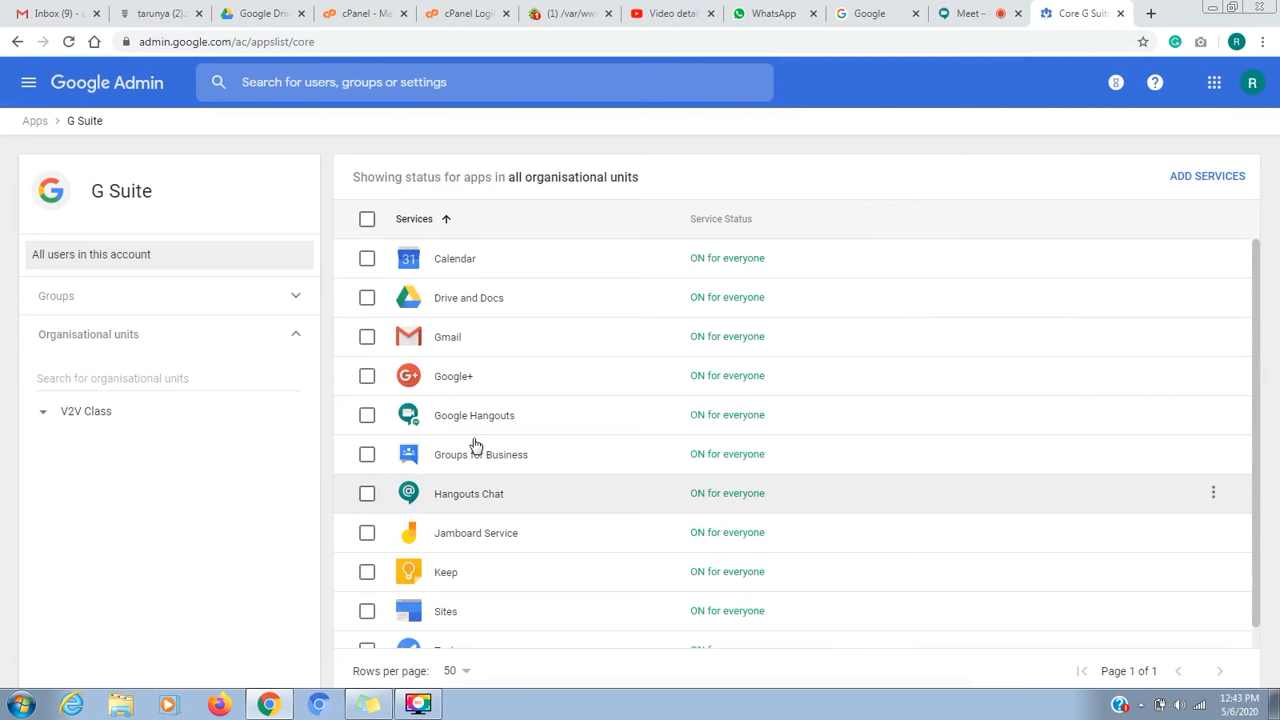 Inbox (9) - m
tarunya (2).z
Google Driv
cPanel - Ma
cPanel Logi
(1) /var/ww
Video detai
WhatsApp
Google
Meet –
Core G Suit
admin.google.com/ac/appslist/core
R
Google Admin
Search for users, groups or settings
8
?
R
Apps > G Suite
G Suite
All users in this account
Groups
Organisational units
Search for organisational units
V2V Class
Showing status for apps in all organisational units
ADD SERVICES
Services
Service Status
31 Calendar ON for everyone
Drive and Docs ON for everyone
Gmail ON for everyone
G+ Google+ ON for everyone
Google Hangouts ON for everyone
Groups for Business ON for everyone
@ Hangouts Chat ON for everyone
Jamboard Service ON for everyone
Keep ON for everyone
Sites ON for everyone
Rows per page: 50
Page 1 of 1
12:43 PM
5/6/2020